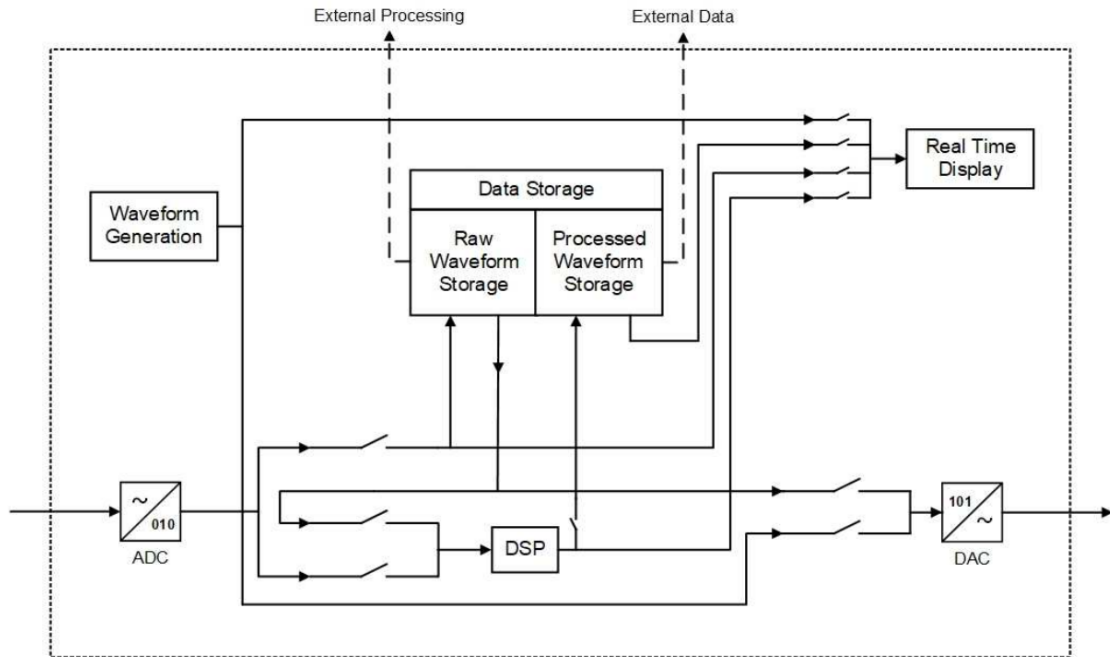 External Processing
External Data
Real Time
Display
Data Storage
Waveform
Generation
Raw
Waveform
Storage
Processed
Waveform
Storage
~
010
ADC
DSP
101
~
DAC